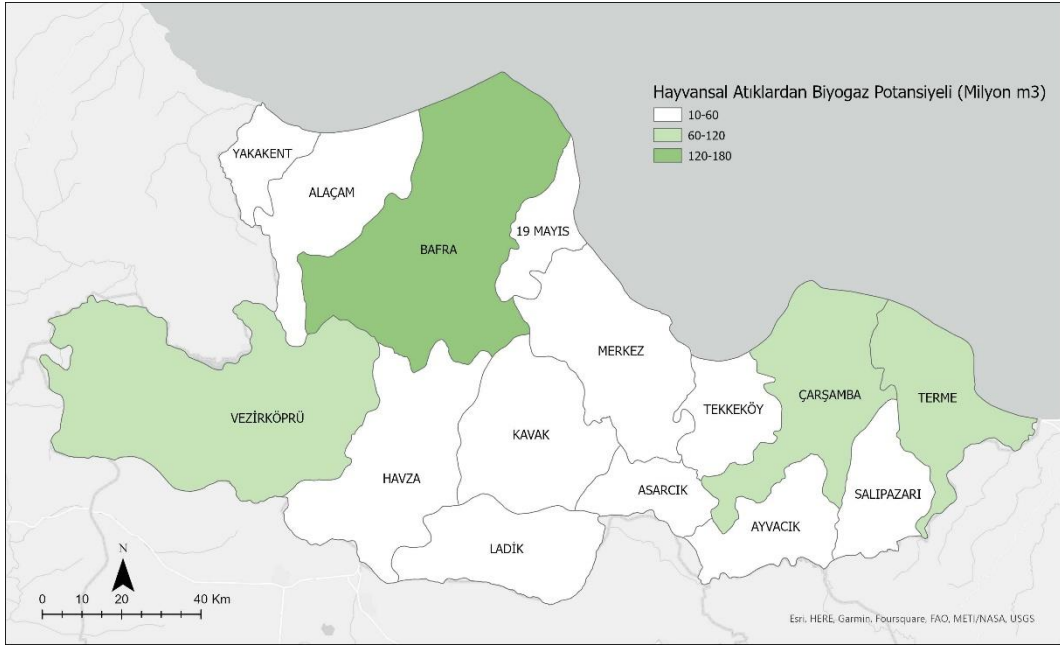 Hayvansal Atıklardan Biyogaz Potansiyeli (Milyon m3)
10-60
60-120
120-180
YAKAKENT
ALAÇAM
BAFRA
19 MAYIS
MERKEZ
VEZİRKÖPRÜ
HAVZA
KAVAK
TEKKEKÖY
ÇARŞAMBA
TERME
ASARCIK
SALIPAZARI
AYVACIK
LADİK
N
0 10 20 40 Km
Esri, HERE, Garmin, Foursquare, FAO, METI/NASA, USGS